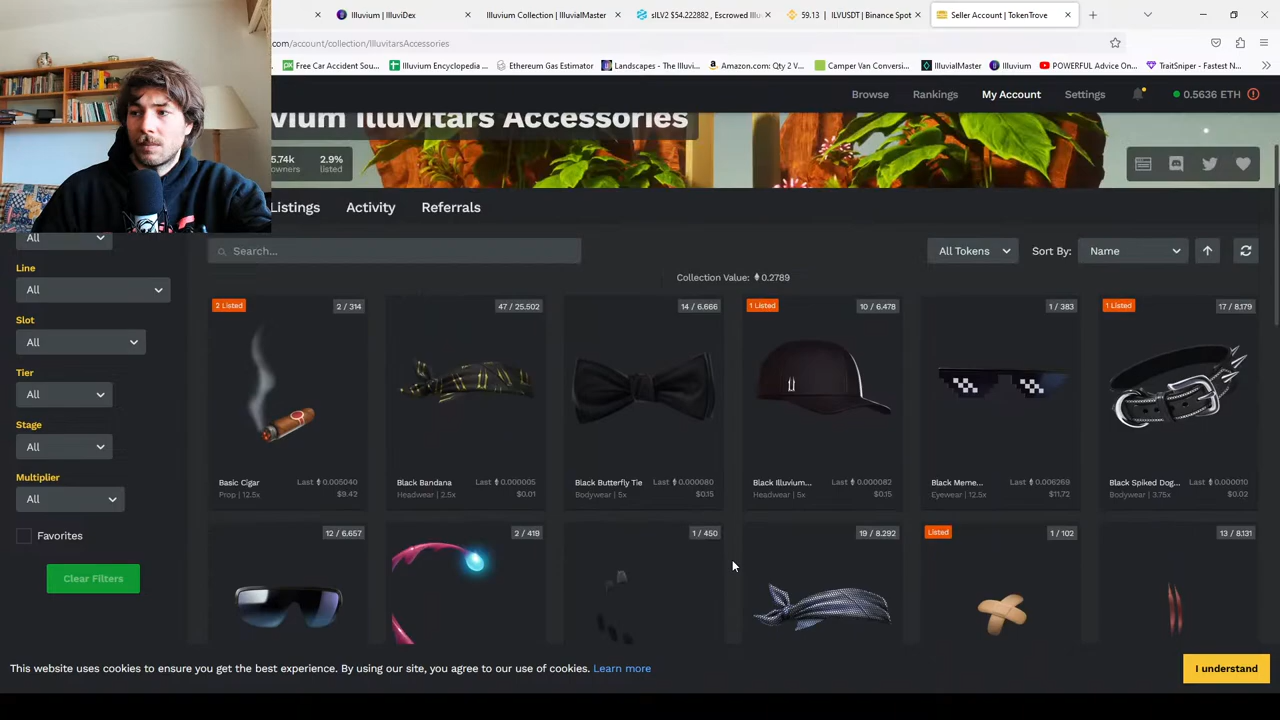 Illuvium | IlluviDex
Illuvium Collection | IlluvialMaster
sILV2 $54.222882 , Escrowed Illu
59.13 | ILVUSDT | Binance Spot
Seller Account | TokenTrove
com/account/collection/IlluvitarsAccessories
Free Car Accident Sou...
Illuvium Encyclopedia ...
Ethereum Gas Estimator
Landscapes - The Illuvi...
Amazon.com: Qty 2 V...
Camper Van Conversi...
IlluvialMaster
Illuvium
POWERFUL Advice On...
TraitSniper - Fastest N...
Browse
Rankings
My Account
Settings
0.5636 ETH
vium Illuvitars Accessories
5.74k
owners
2.9%
listed
Listings
Activity
Referrals
All
Line
All
Slot
All
Tier
All
Stage
All
Multiplier
All
Favorites
Clear Filters
Search...
All Tokens
Sort By:
Name
Collection Value: 0.2789
2 Listed
2 / 314
Basic Cigar
Last 0.005040
Prop | 12.5x
$9.42
47 / 25.502
Black Bandana
Last 0.000005
Headwear | 2.5x
$0.01
14 / 6.666
Black Butterfly Tie
Last 0.000080
Bodywear | 5x
$0.15
1 Listed
10 / 6.478
Black Illuvium...
Last 0.000082
Headwear | 5x
$0.15
1 / 383
Black Meme...
Last 0.006269
Eyewear | 12.5x
$11.72
1 Listed
17 / 8.179
Black Spiked Dog...
Last 0.000010
Bodywear | 3.75x
$0.02
12 / 6.657
2 / 419
1 / 450
19 / 8.292
Listed
1 / 102
13 / 8.131
This website uses cookies to ensure you get the best experience. By using our site, you agree to our use of cookies. Learn more
I understand